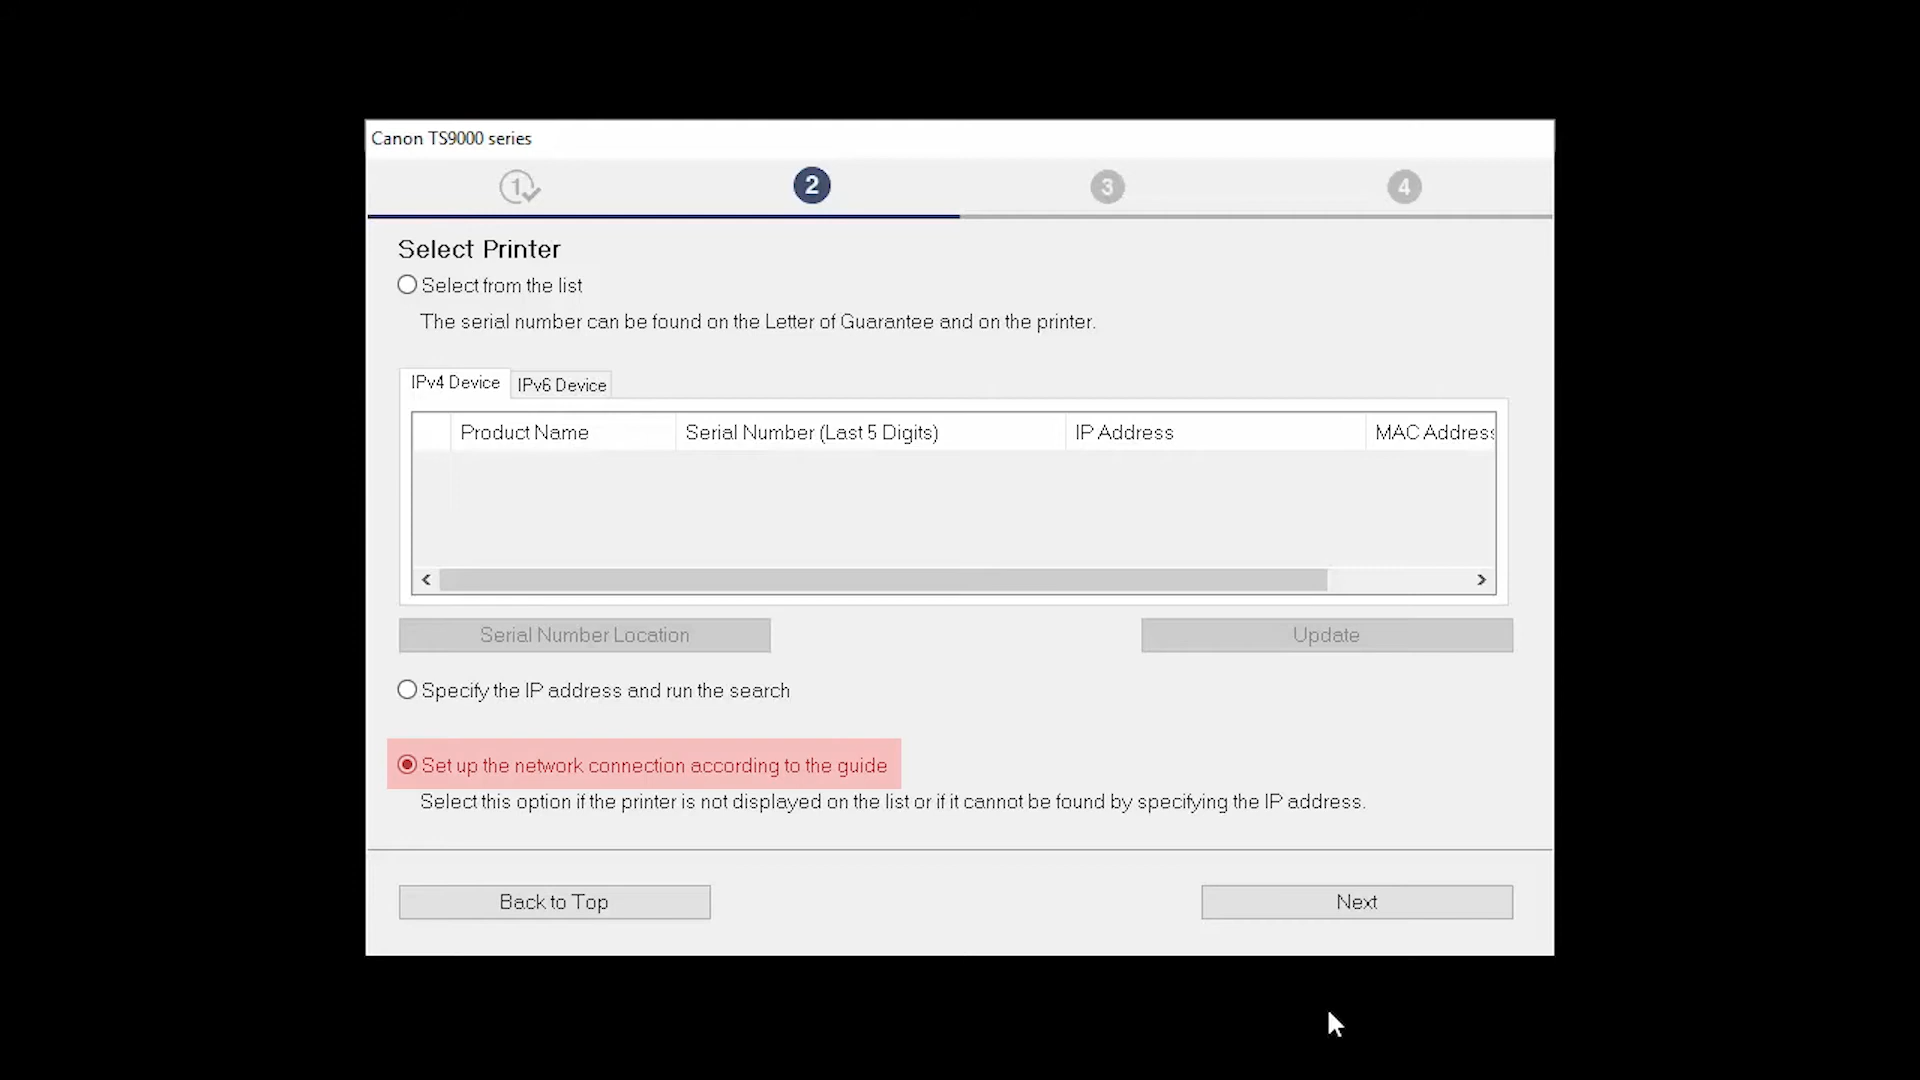 Canon TS9000 series
1 2 3 4
Select Printer
Select from the list
The serial number can be found on the Letter of Guarantee and on the printer.
IPv4 Device IPv6 Device
Product Name Serial Number (Last 5 Digits) IP Address MAC Address
Serial Number Location Update
Specify the IP address and run the search
Set up the network connection according to the guide
Select this option if the printer is not displayed on the list or if it cannot be found by specifying the IP address.
Back to Top Next